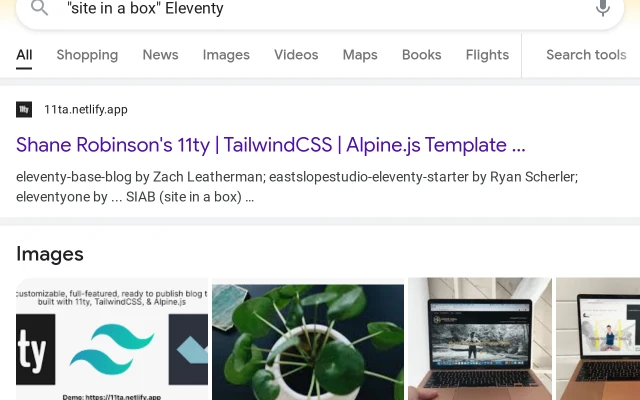 "site in a box" Eleventy
All Shopping News Images Videos Maps Books Flights Search tools
11ta.netlify.app
Shane Robinson's 11ty | TailwindCSS | Alpine.js Template ...
eleventy-base-blog by Zach Leatherman; eastslopestudio-eleventy-starter by Ryan Scherler;
eleventyone by ... SIAB (site in a box) ...
Images
customizable, full-featured, ready to publish blog t
built with 11ty, TailwindCSS, & Alpine.js
ty
Demo: https://11ta.netlify.app